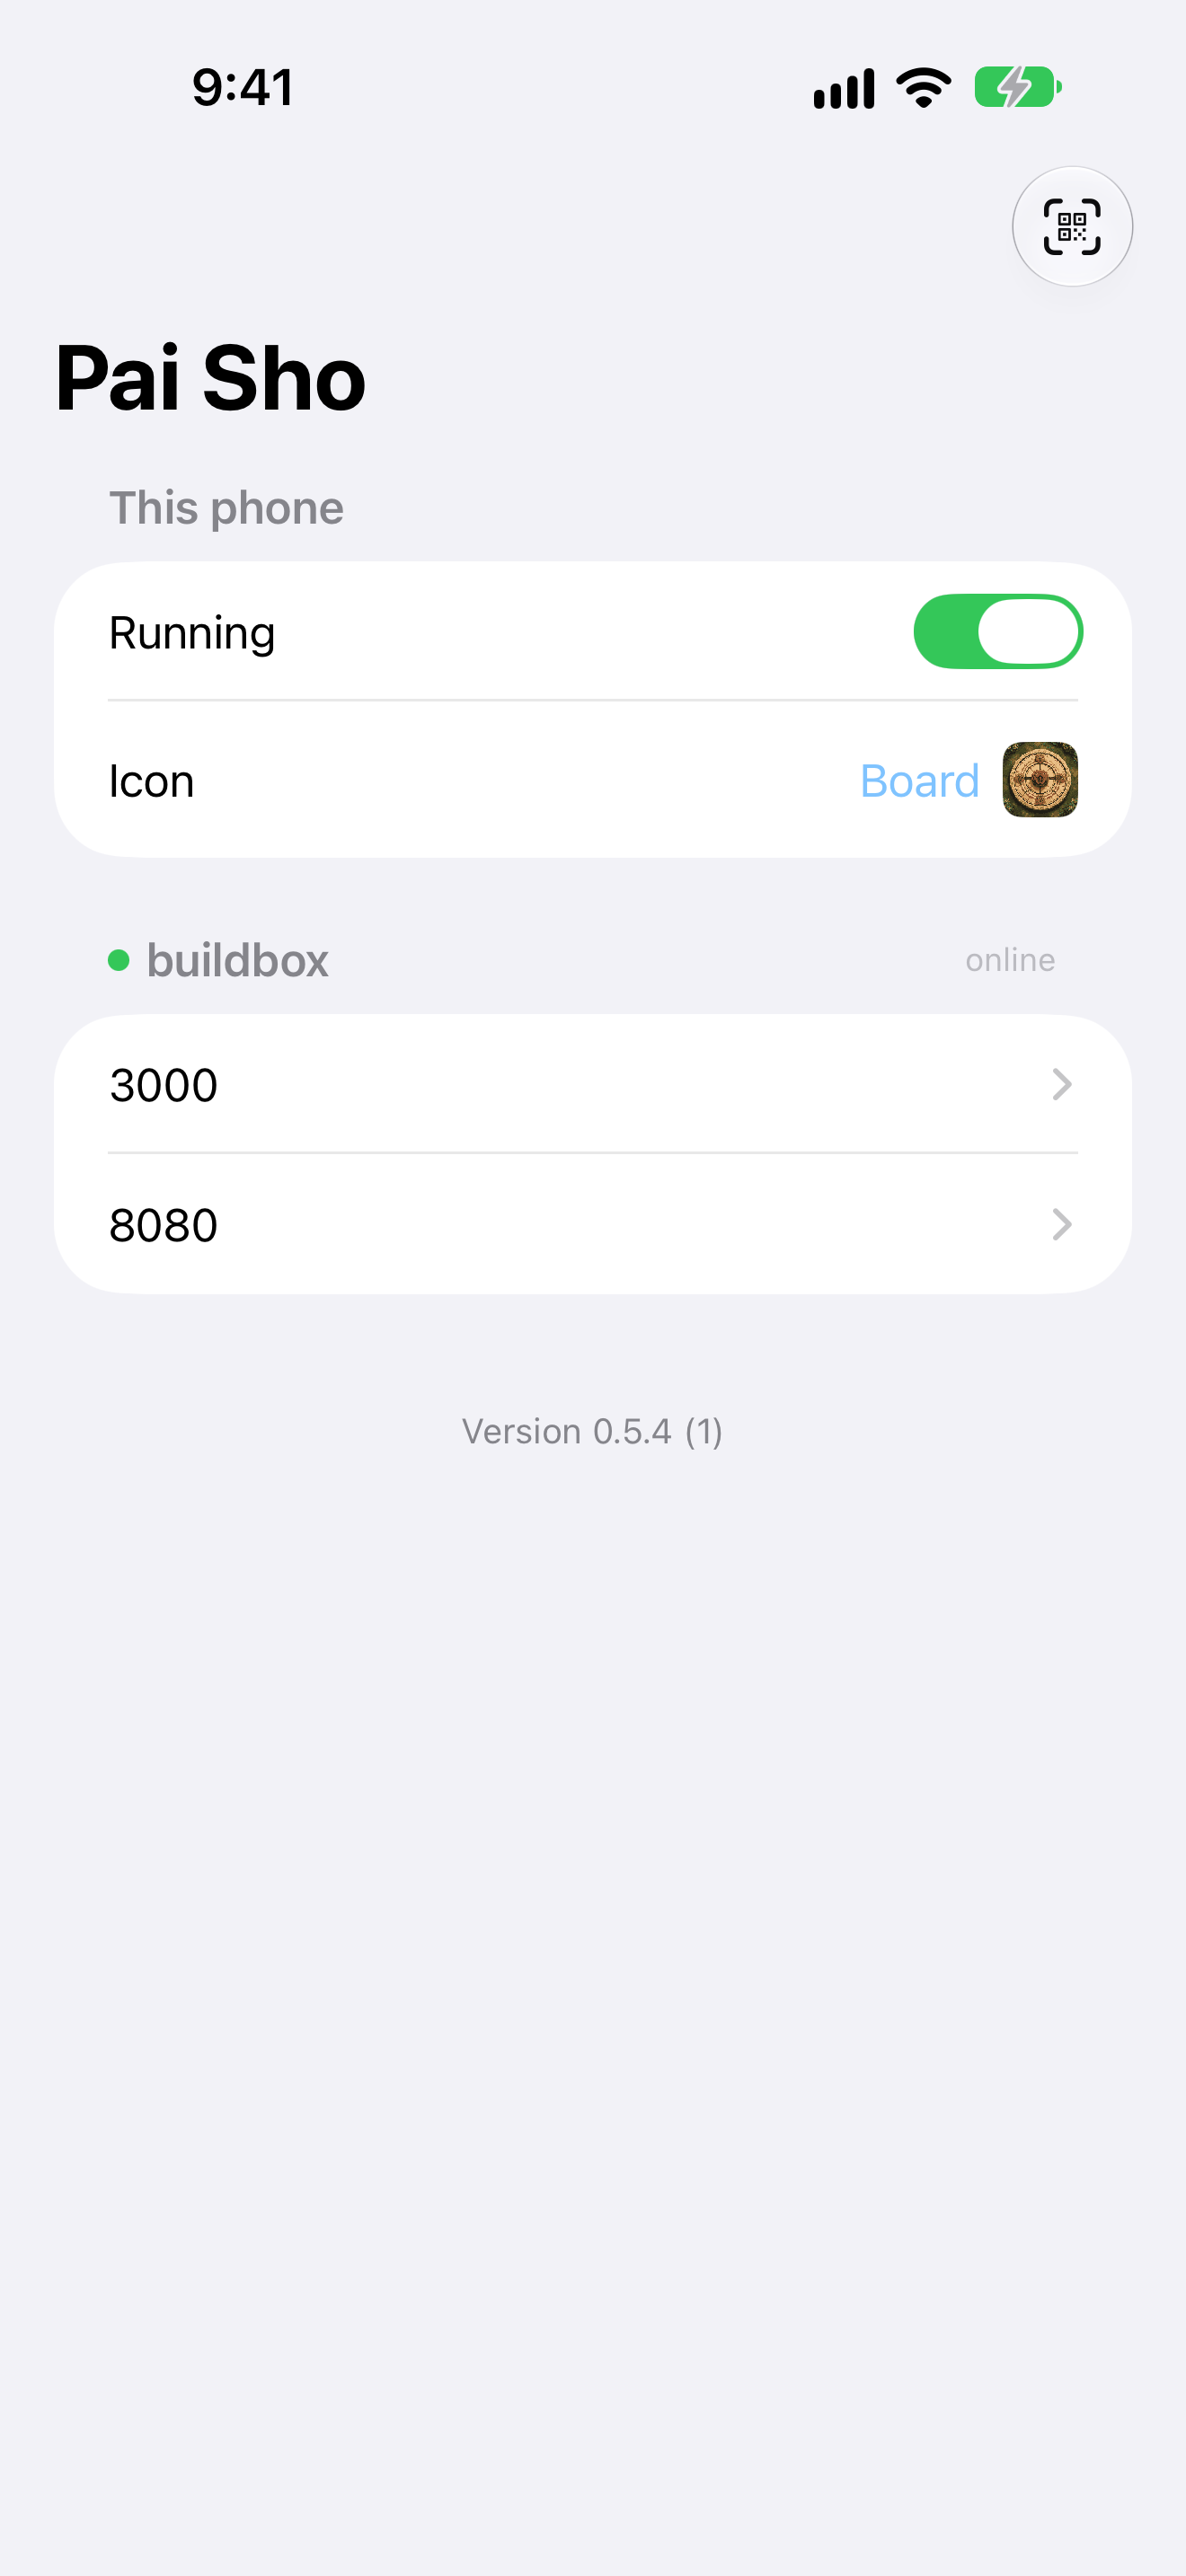 9:41
Pai Sho
This phone
Running
Icon Board
buildbox online
3000
8080
Version 0.5.4 (1)